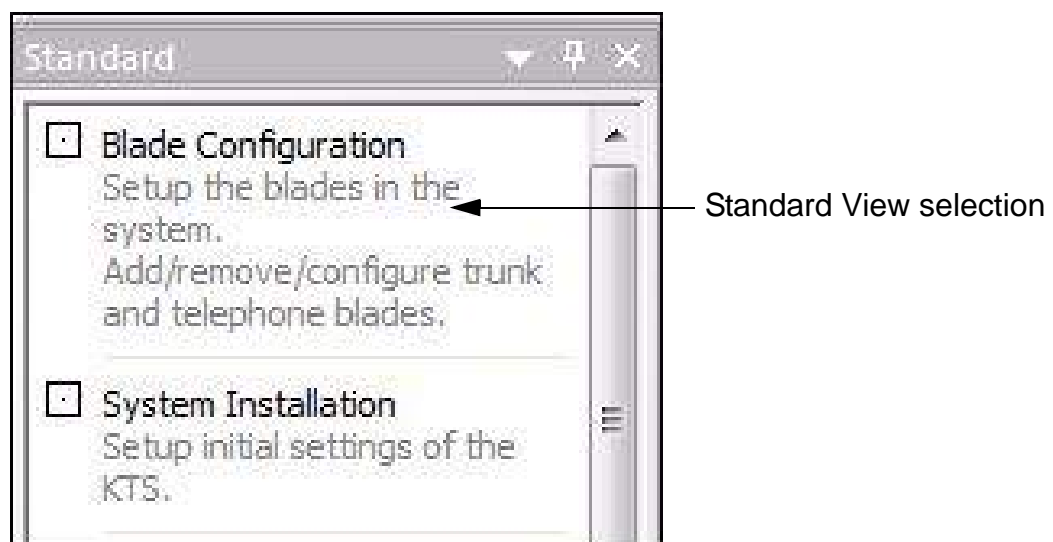 Standard
Blade Configuration
Setup the blades in the
system.
Add/remove/configure trunk
and telephone blades.
Standard View selection
System Installation
Setup initial settings of the
KTS.